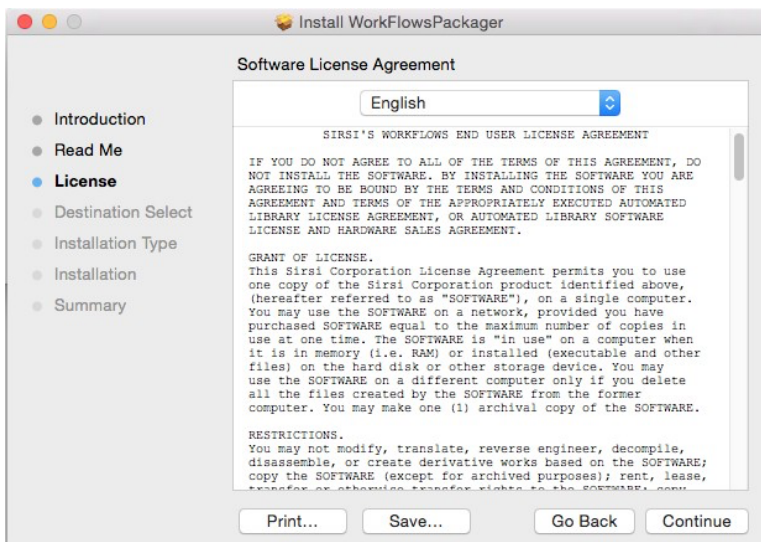 Install WorkFlowsPackager
Software License Agreement
Introduction
Read Me
License
Destination Select
Installation Type
Installation
Summary
English
SIRSI'S WORKFLOWS END USER LICENSE AGREEMENT
IF YOU DO NOT AGREE TO ALL OF THE TERMS OF THIS AGREEMENT, DO
NOT INSTALL THE SOFTWARE. BY INSTALLING THE SOFTWARE YOU ARE
AGREEING TO BE BOUND BY THE TERMS AND CONDITIONS OF THIS
AGREEMENT AND TERMS OF THE APPROPRIATELY EXECUTED AUTOMATED
LIBRARY LICENSE AGREEMENT, OR AUTOMATED LIBRARY SOFTWARE
LICENSE AND HARDWARE SALES AGREEMENT.
GRANT OF LICENSE.
This Sirsi Corporation License Agreement permits you to use
one copy of the Sirsi Corporation product identified above,
(hereafter referred to as "SOFTWARE"), on a single computer.
You may use the SOFTWARE on a network, provided you have
purchased SOFTWARE equal to the maximum number of copies in
use at one time. The SOFTWARE is "in use" on a computer when
it is in memory (i.e. RAM) or installed (executable and other
files) on the hard disk or other storage device. You may
use the SOFTWARE on a different computer only if you delete
all the files created by the SOFTWARE from the former
computer. You may make one (1) archival copy of the SOFTWARE.
RESTRICTIONS.
You may not modify, translate, reverse engineer, decompile,
disassemble, or create derivative works based on the SOFTWARE;
copy the SOFTWARE (except for archived purposes); rent, lease,
transfer or otherwise transfer rights to the SOFTWARE; copy
Print...
Save...
Go Back
Continue